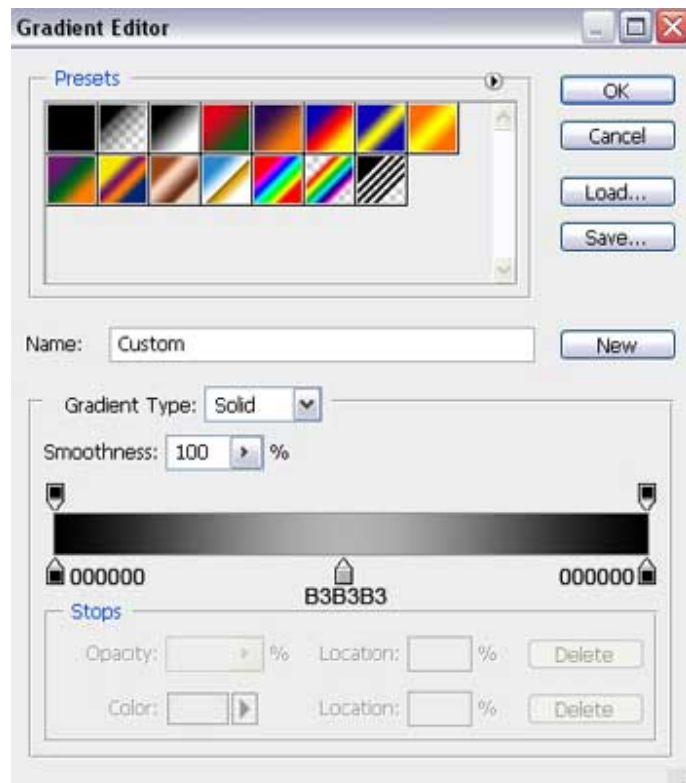 Gradient Editor
Presets
OK
Cancel
Load...
Save...
Name: Custom
New
Gradient Type: Solid
Smoothness: 100 %
000000 B3B3B3 000000
Stops
Opacity: % Location: % Delete
Color: Location: % Delete